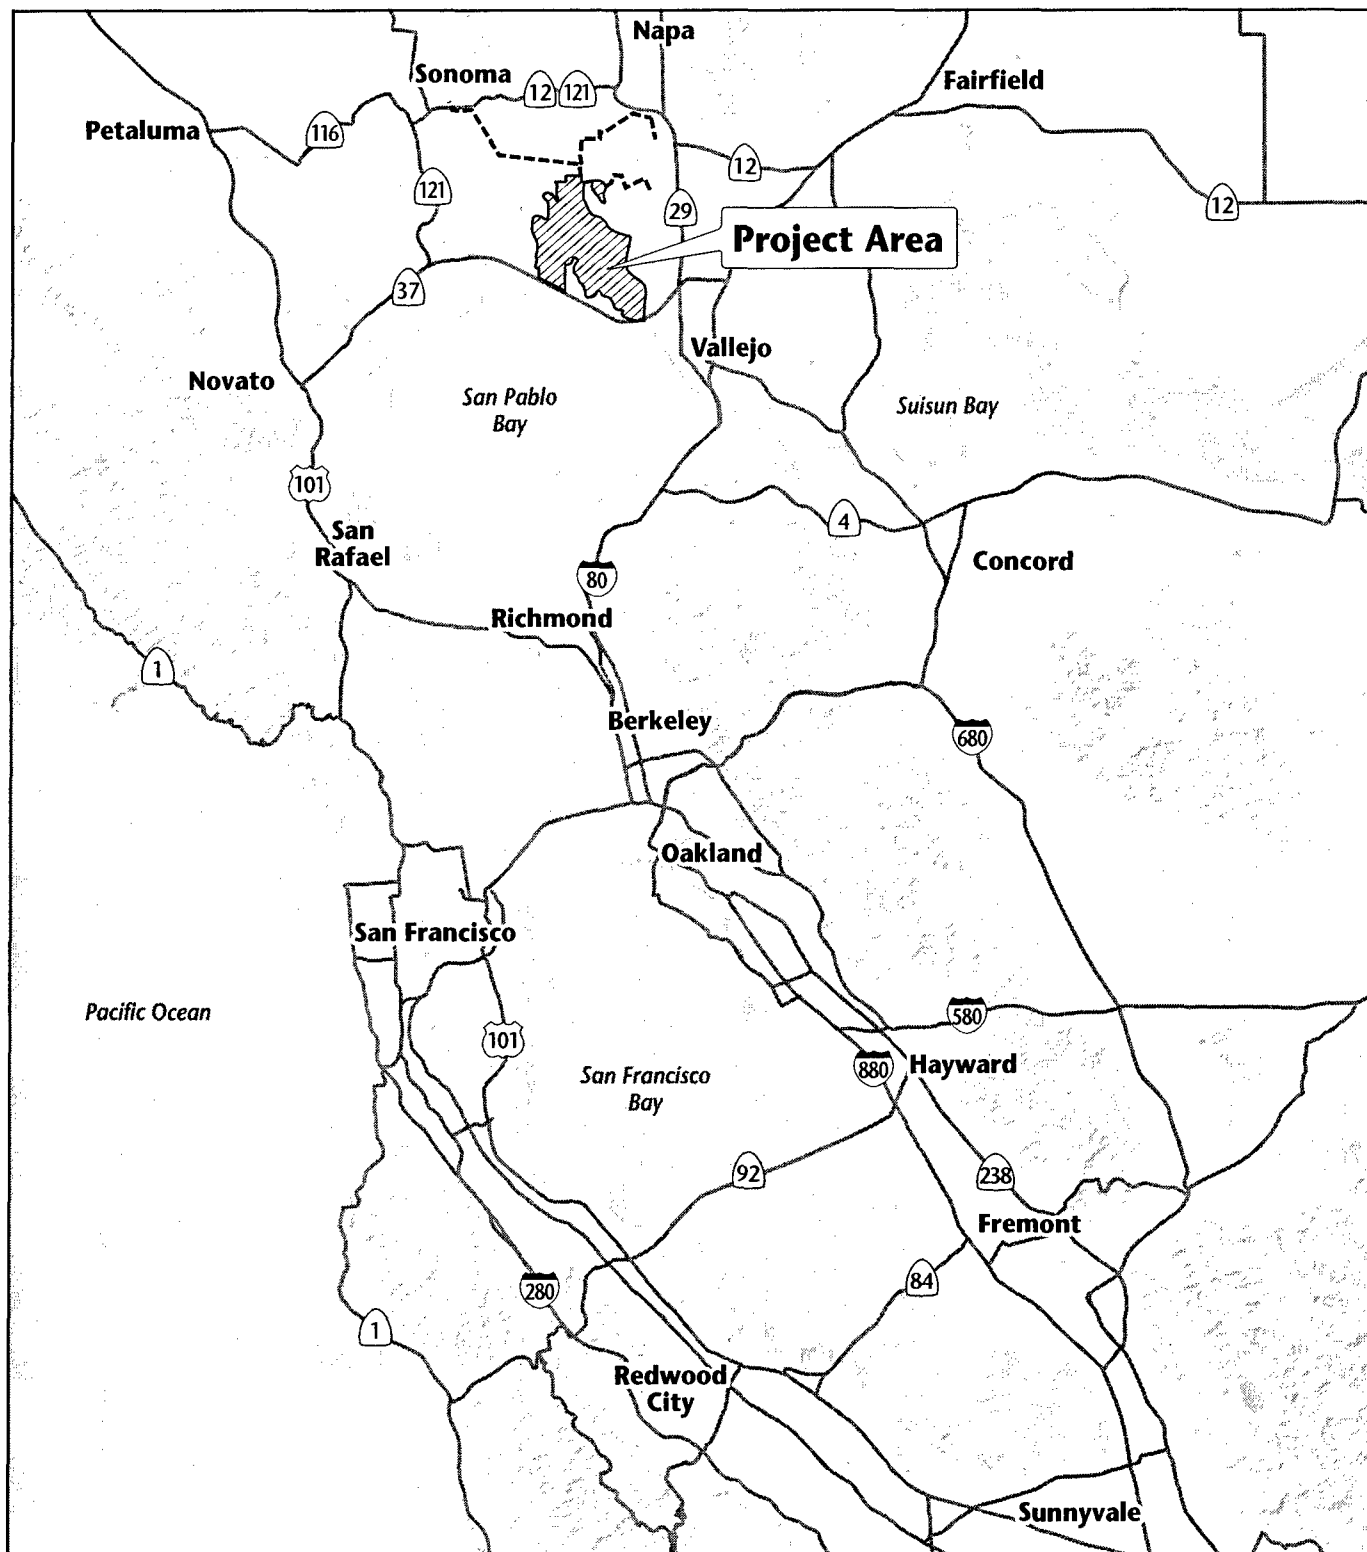 Napa
Sonoma
12
121
Fairfield
Petaluma
116
12
121
12
29
Project Area
37
Vallejo
Novato
San Pablo
Bay
Suisun Bay
101
4
San
Rafael
Concord
80
Richmond
1
Berkeley
680
Oakland
San Francisco
Pacific Ocean
580
101
Hayward
880
San Francisco
Bay
92
238
Fremont
84
280
1
Redwood
City
Sunnyvale